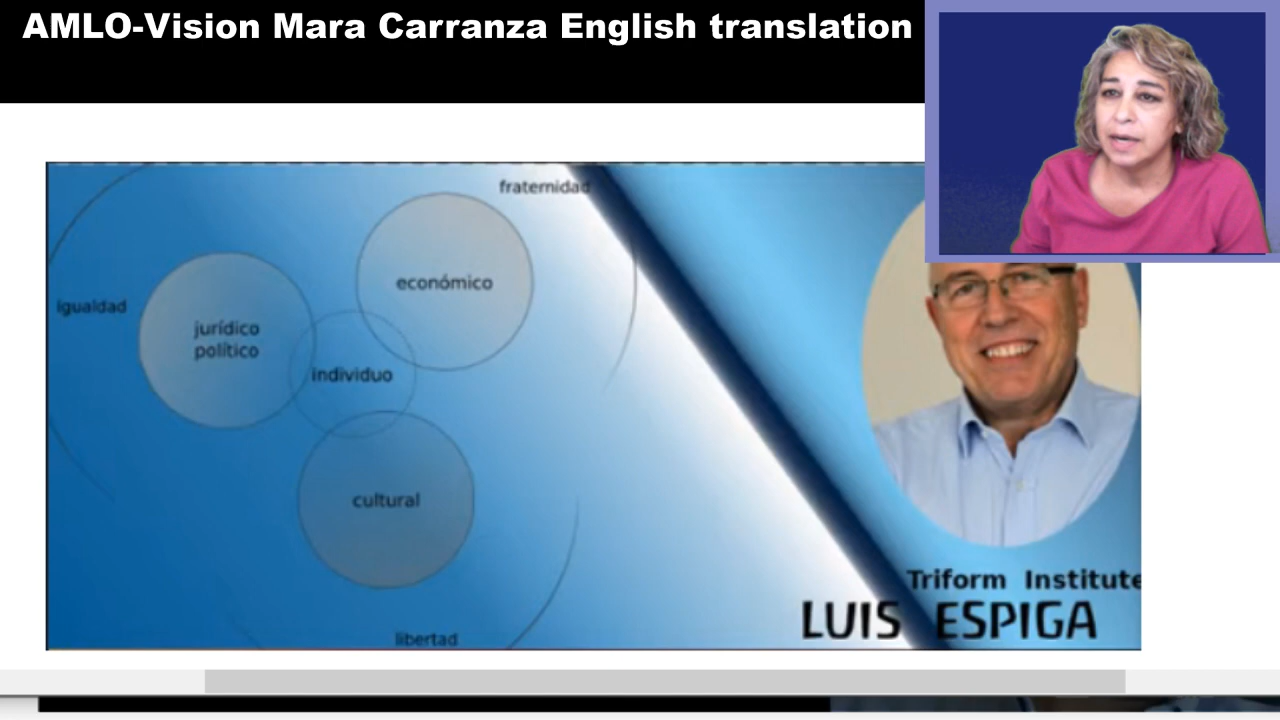 AMLO-Vision Mara Carranza English translation
fraternidad
económico
igualdad
jurídico
político
individuo
cultural
libertad
Triform Institute
LUIS ESPIGA